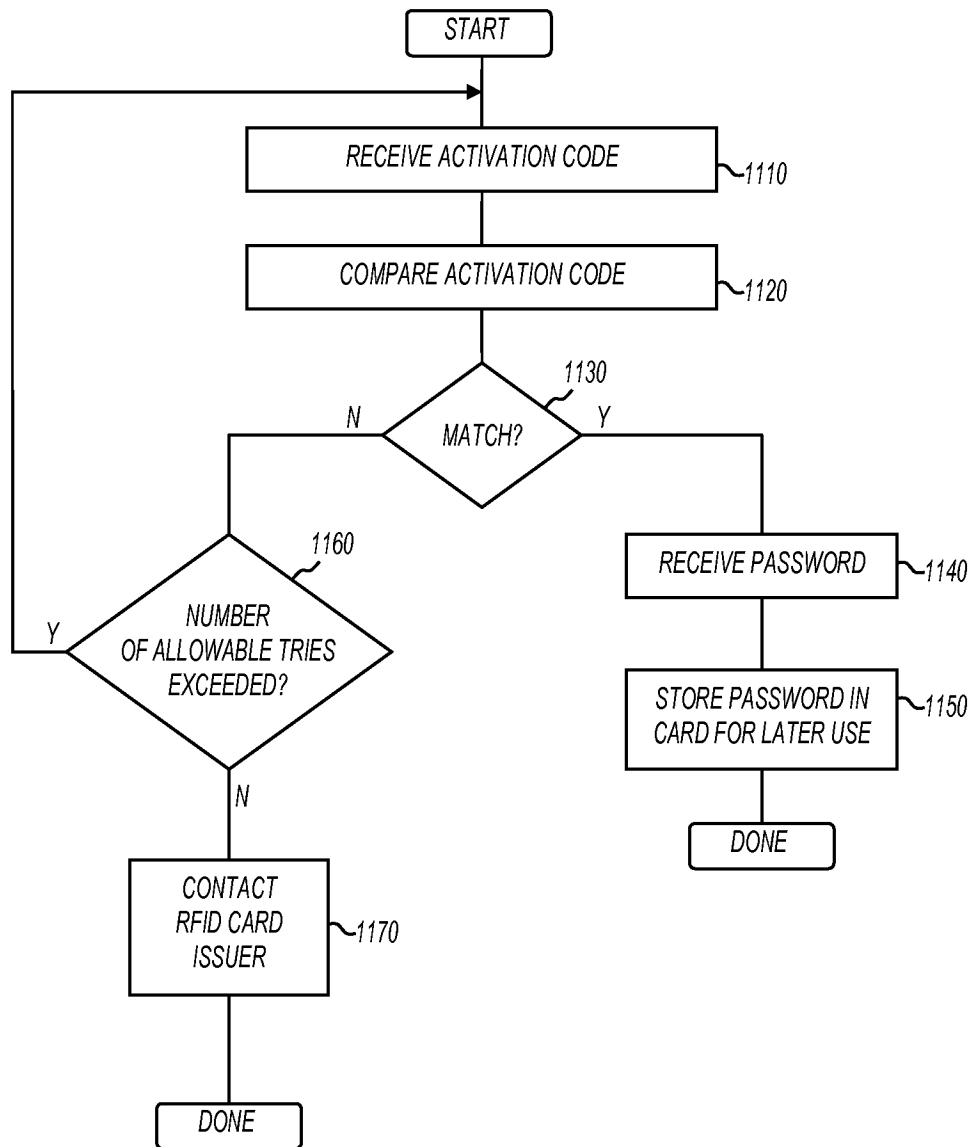 START
RECEIVE ACTIVATION CODE
1110
COMPARE ACTIVATION CODE
1120
1130
N
MATCH?
Y
1160
NUMBER
OF ALLOWABLE TRIES
EXCEEDED?
Y
N
RECEIVE PASSWORD
1140
STORE PASSWORD IN
CARD FOR LATER USE
1150
DONE
CONTACT
RFID CARD
ISSUER
1170
DONE